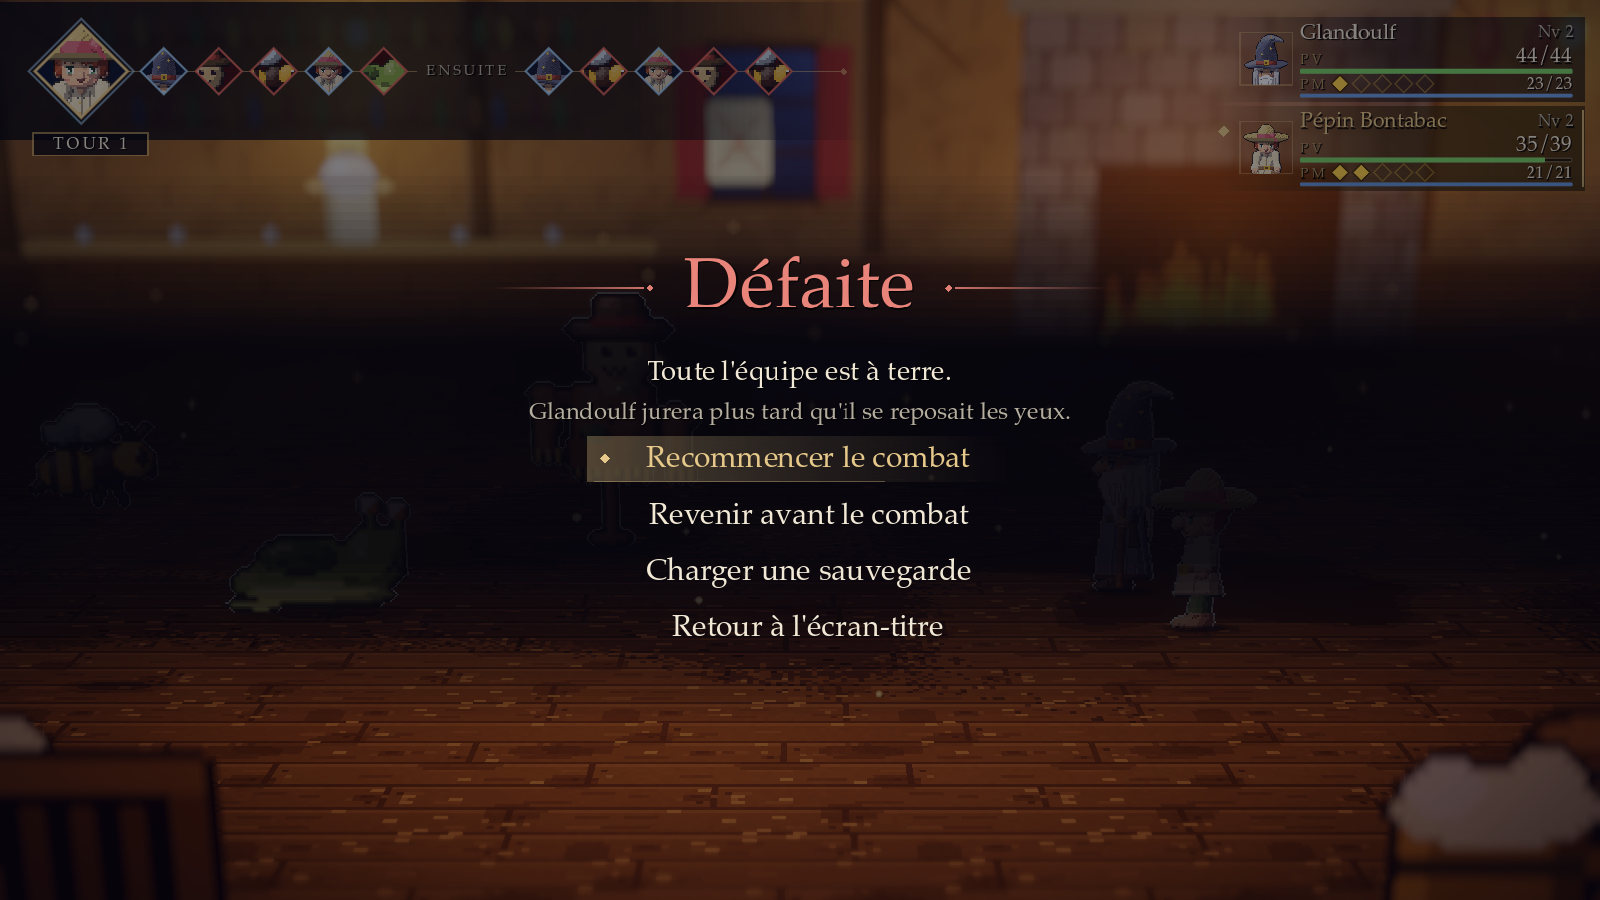 ENSUITE
TOUR 1
Glandoulf Nv 2
PV 44/44
PM 23/23
Pépin Bontabac Nv 2
PV 35/39
PM 21/21
Défaite
Toute l'équipe est à terre.
Glandoulf jurera plus tard qu'il se reposait les yeux.
Recommencer le combat
Revenir avant le combat
Charger une sauvegarde
Retour à l'écran-titre